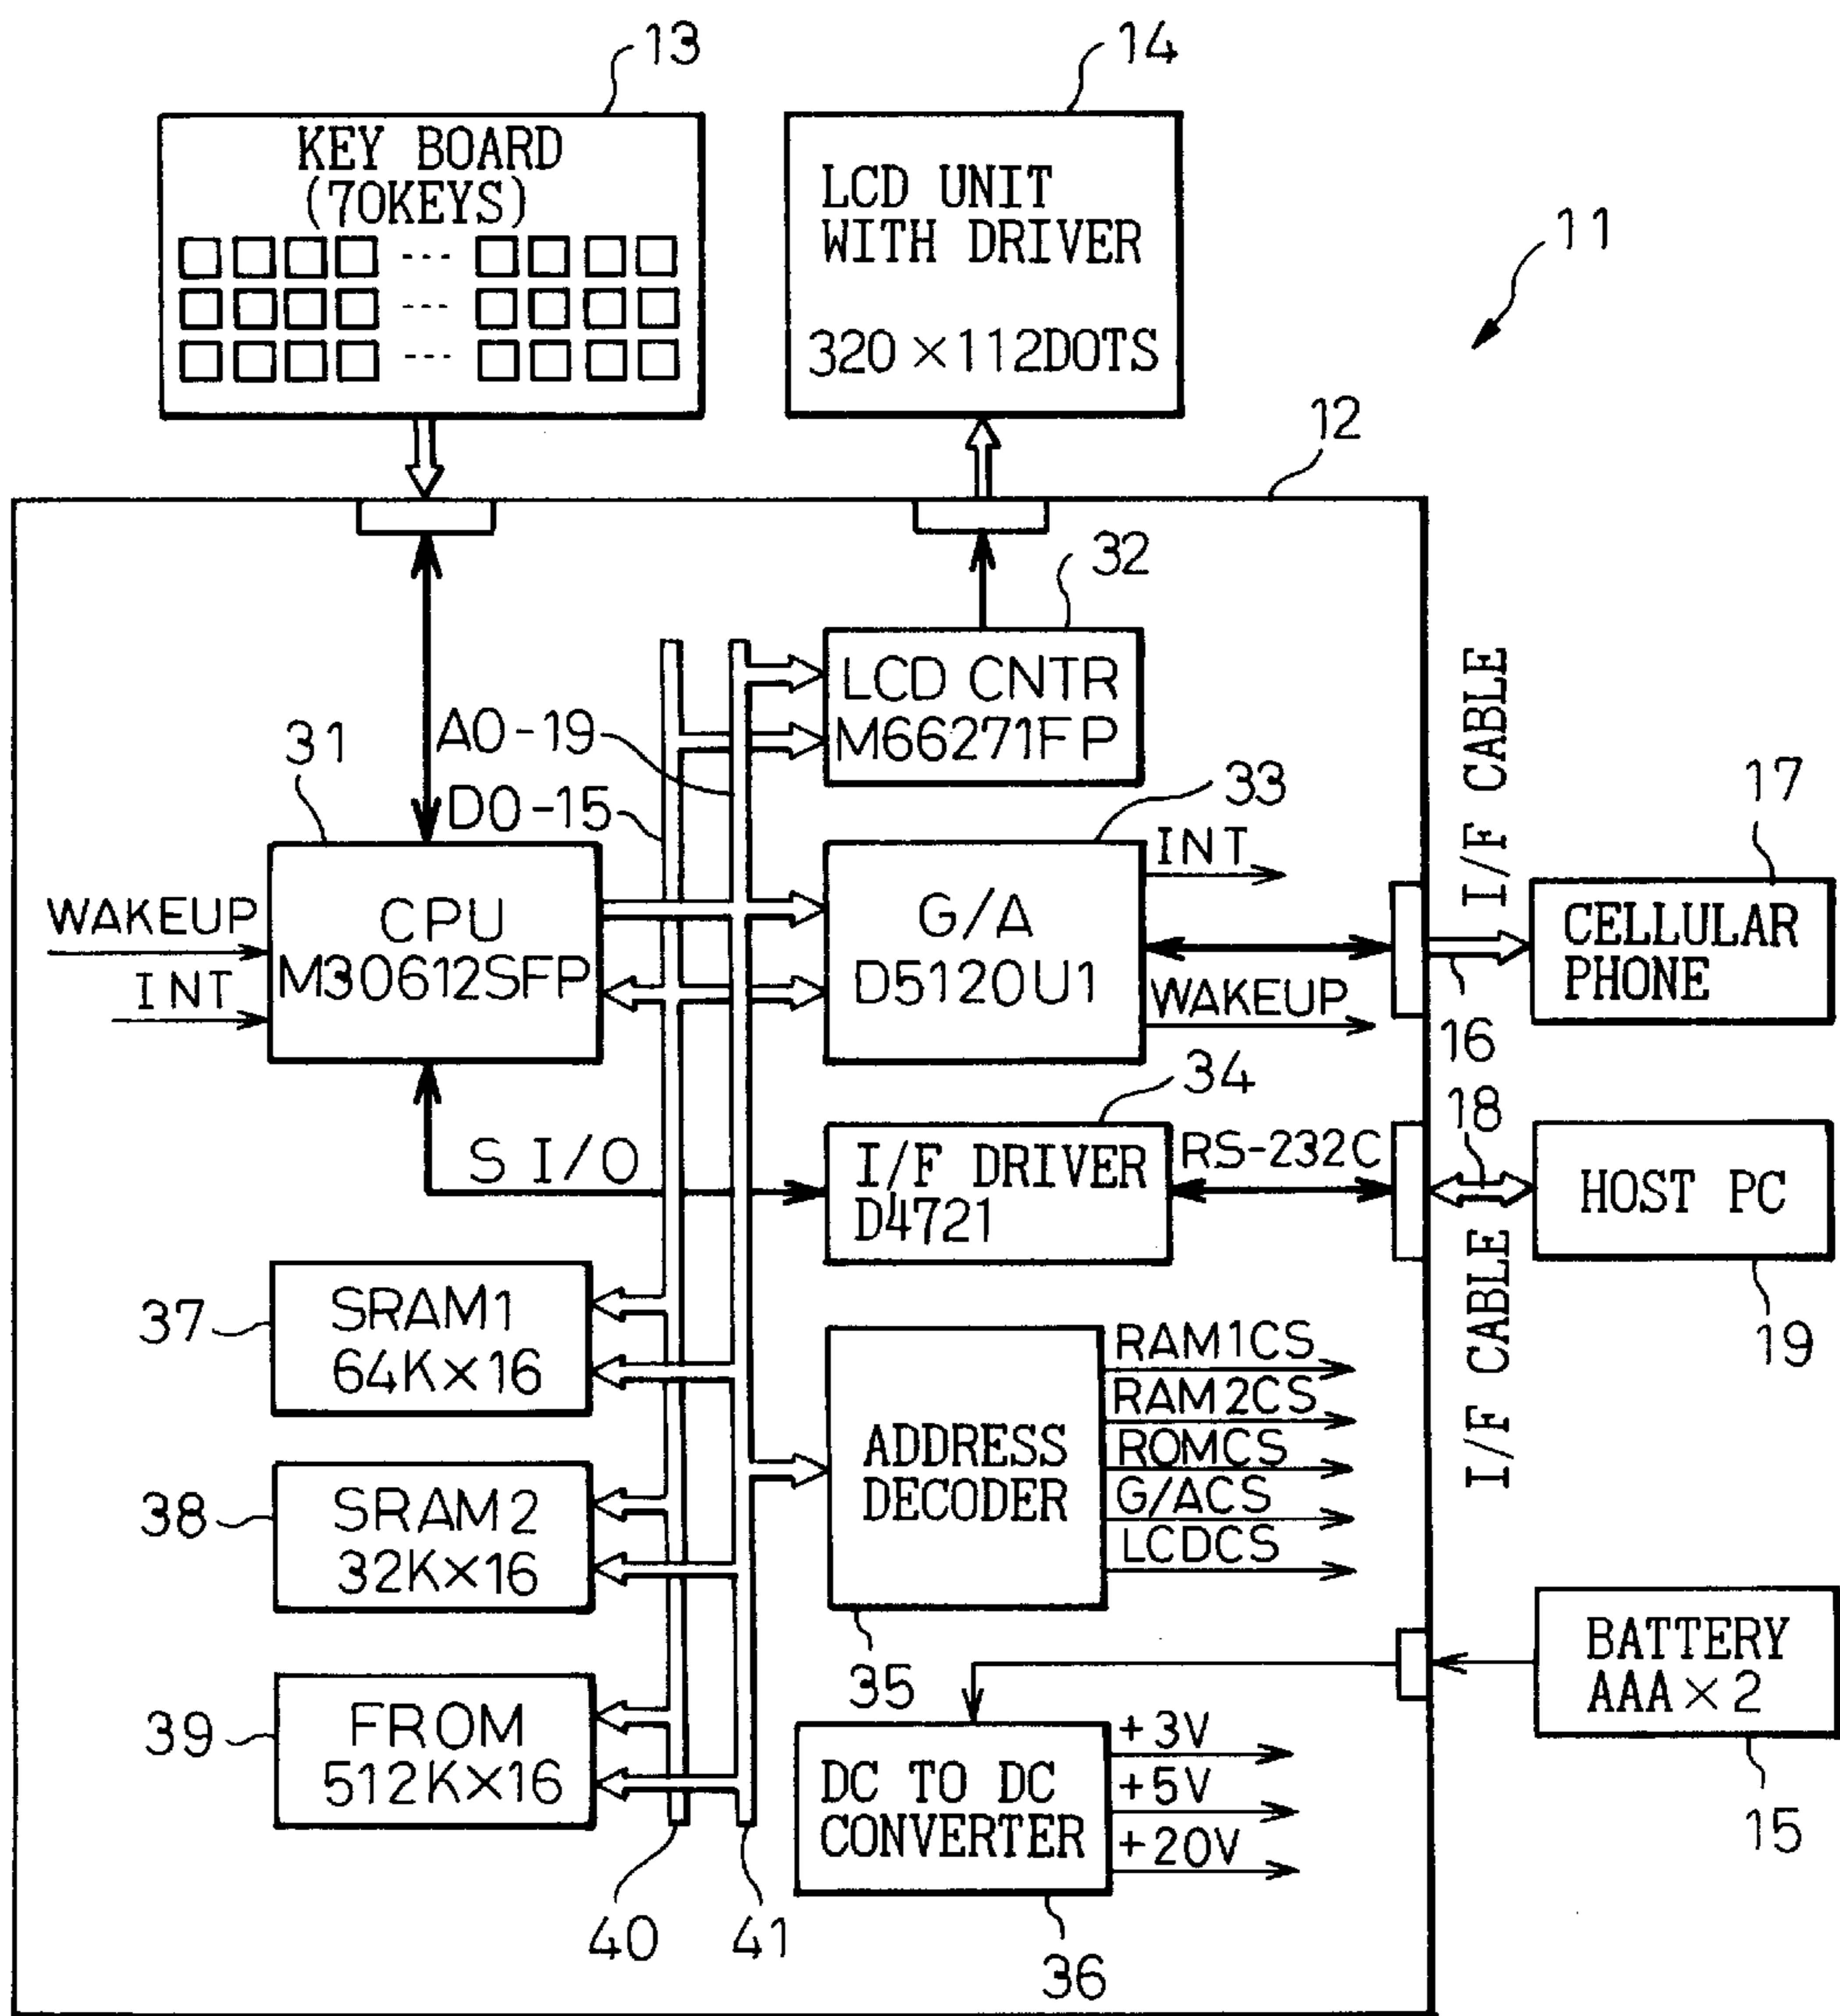 13
14
KEY BOARD
(70KEYS)
LCD UNIT
WITH DRIVER
320×112DOTS
11
12
32
LCD CNTR
M66271FP
A0-19
D0-15
31
33
CPU
M30612SFP
WAKEUP
INT
G/A
D5120U1
INT
WAKEUP
I/F CABLE
17
CELLULAR
PHONE
16
34
S I/O
I/F DRIVER
D4721
RS-232C
18
HOST PC
19
I/F CABLE
37
SRAM1
64K×16
38
SRAM2
32K×16
39
FROM
512K×16
ADDRESS
DECODER
RAM1CS
RAM2CS
ROMCS
G/ACS
LCDCS
35
BATTERY
AAA×2
15
DC TO DC
CONVERTER
+3V
+5V
+20V
40
41
36